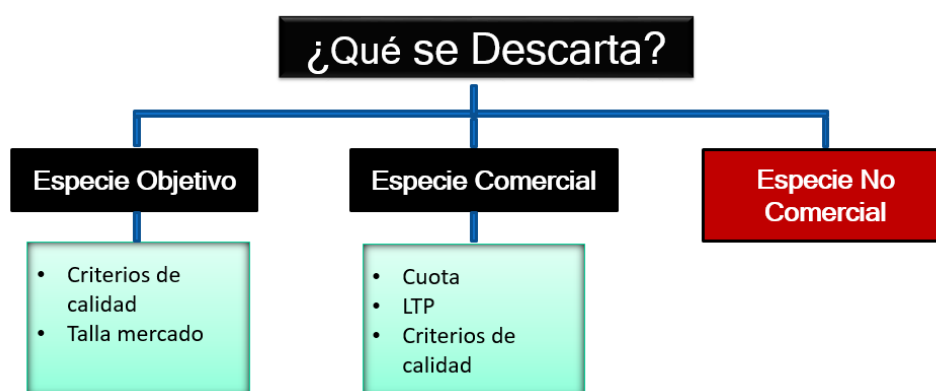 ¿Qué se Descarta?
Especie Objetivo
Especie Comercial
Especie No
Comercial
• Criterios de
calidad
• Talla mercado
• Cuota
• LTP
• Criterios de
calidad